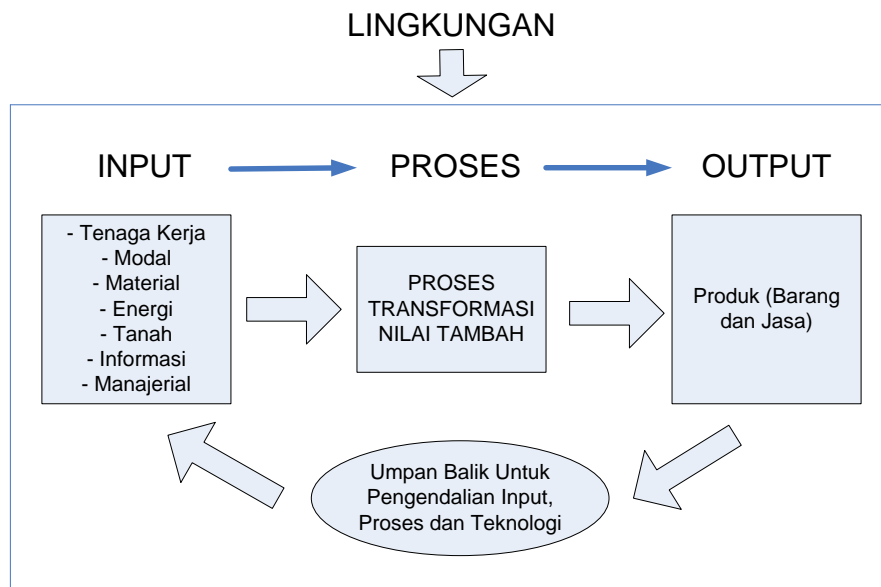 LINGKUNGAN
INPUT
PROSES
OUTPUT
- Tenaga Kerja
- Modal
- Material
- Energi
- Tanah
- Informasi
- Manajerial
PROSES
TRANSFORMASI
NILAI TAMBAH
Produk (Barang
dan Jasa)
Umpan Balik Untuk
Pengendalian Input,
Proses dan Teknologi